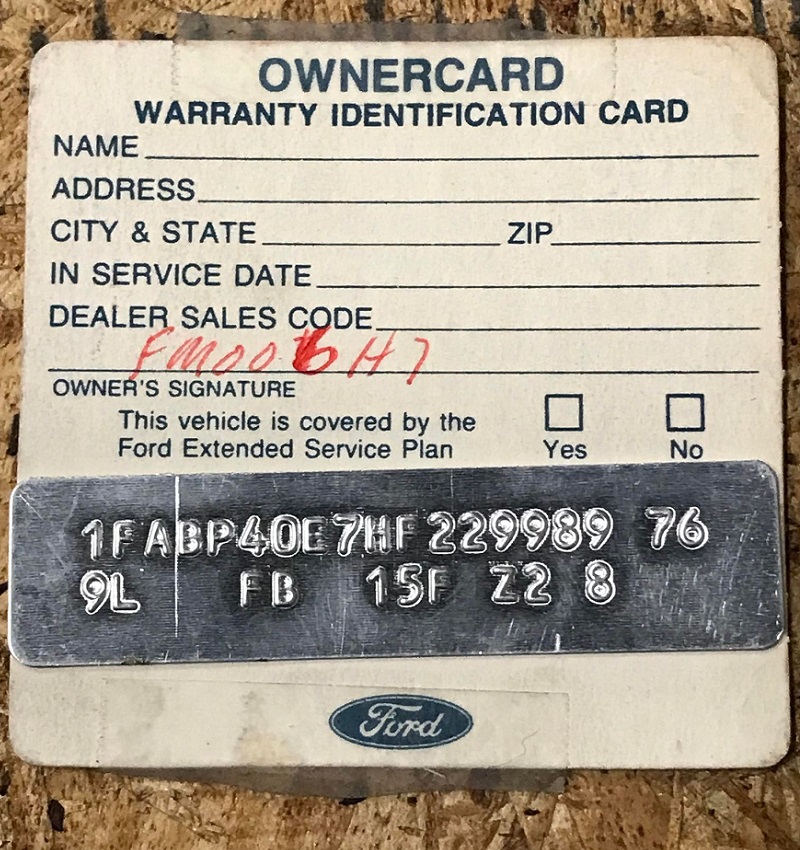 OWNERCARD
WARRANTY IDENTIFICATION CARD
NAME
ADDRESS
CITY & STATE ZIP
IN SERVICE DATE
DEALER SALES CODE
FM006H7
OWNER'S SIGNATURE
This vehicle is covered by the
Ford Extended Service Plan
Yes No
1FABP40E7HF229989 76
9L FB 15F Z2 8
Ford